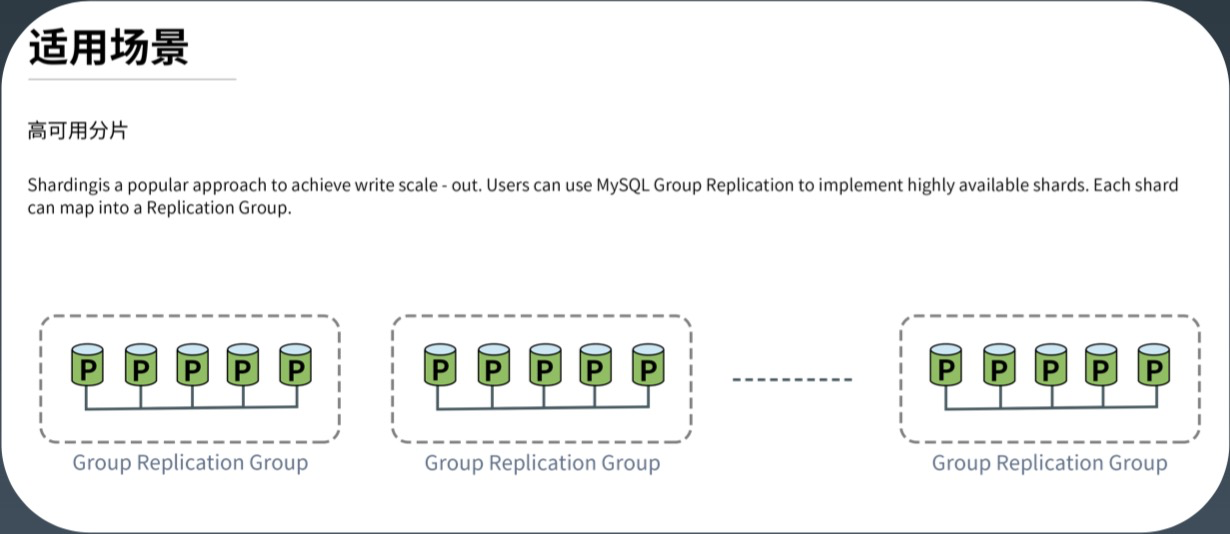 适用场景
高可用分片
Shardingis a popular approach to achieve write scale - out. Users can use MySQL Group Replication to implement highly available shards. Each shard
can map into a Replication Group.
P P P P P
P P P P P
P P P P P
Group Replication Group
Group Replication Group
Group Replication Group